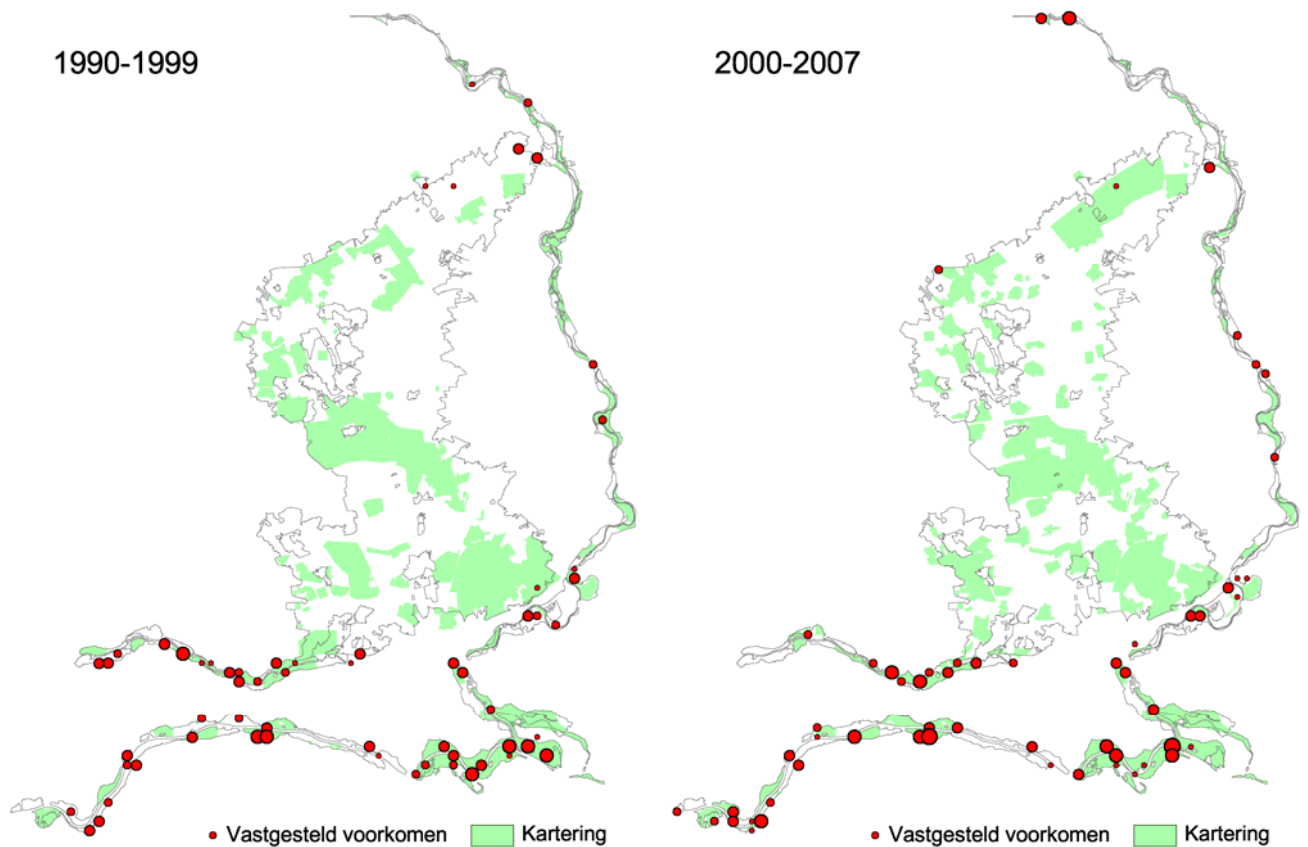 1990-1999
2000-2007
Vastgesteld voorkomen
Kartering
Vastgesteld voorkomen
Kartering